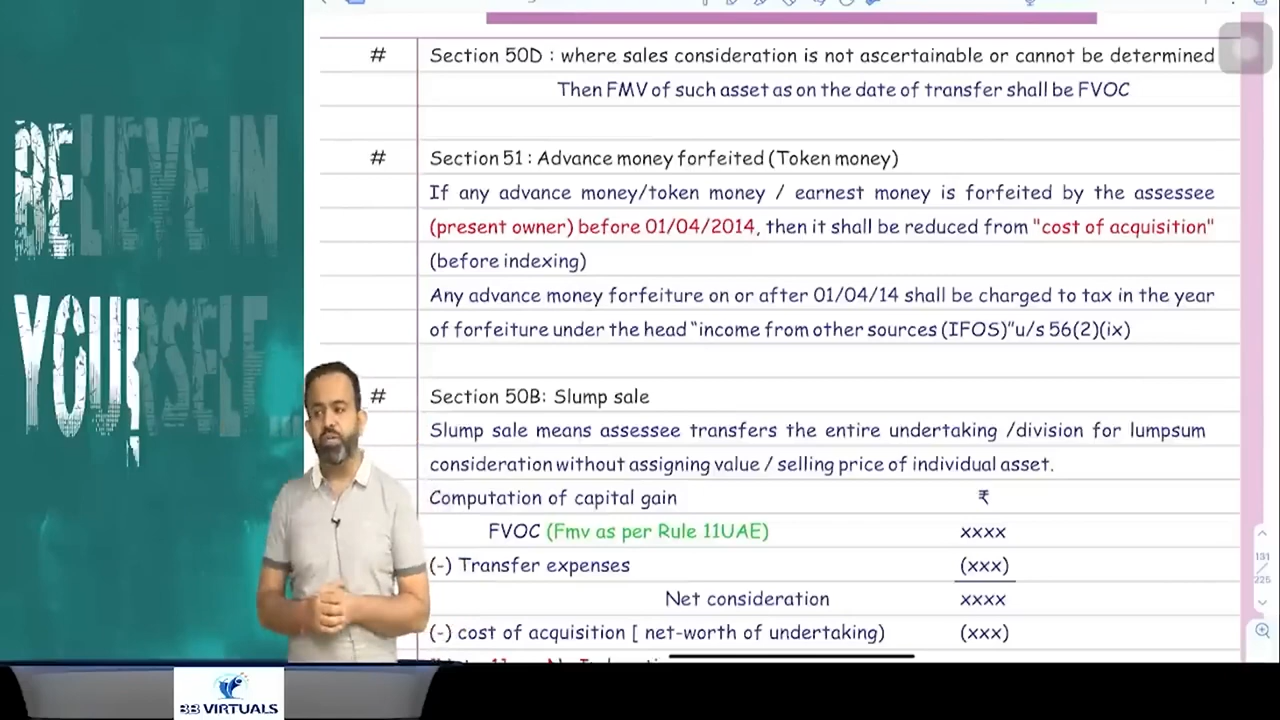 BELIEVE IN
YOURSELF
# Section 50D : where sales consideration is not ascertainable or cannot be determined
Then FMV of such asset as on the date of transfer shall be FVOC
# Section 51 : Advance money forfeited (Token money)
If any advance money/token money / earnest money is forfeited by the assessee
(present owner) before 01/04/2014, then it shall be reduced from "cost of acquisition"
(before indexing)
Any advance money forfeiture on or after 01/04/14 shall be charged to tax in the year
of forfeiture under the head “income from other sources (IFOS)”u/s 56(2)(ix)
# Section 50B: Slump sale
Slump sale means assessee transfers the entire undertaking /division for lumpsum
consideration without assigning value / selling price of individual asset.
Computation of capital gain ₹
FVOC (Fmv as per Rule 11UAE) xxxx
(-) Transfer expenses (xxx)
Net consideration xxxx
(-) cost of acquisition [ net-worth of undertaking) (xxx)
131
/
225
BB VIRTUALS